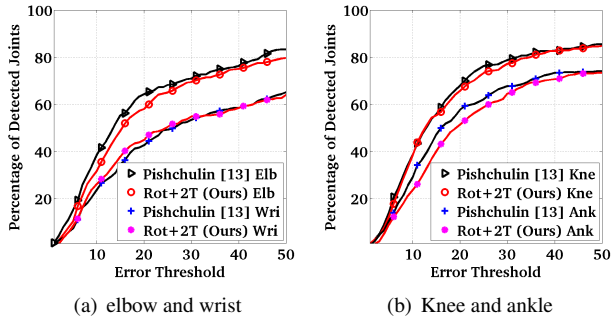 100
80
60
40
20
10 20 30 40 50
Percentage of Detected Joints
Error Threshold
Pishchulin [13] Elb
Rot+2T (Ours) Elb
Pishchulin [13] Wri
Rot+2T (Ours) Wri
(a) elbow and wrist
100
80
60
40
20
10 20 30 40 50
Percentage of Detected Joints
Error Threshold
Pishchulin [13] Kne
Rot+2T (Ours) Kne
Pishchulin [13] Ank
Rot+2T (Ours) Ank
(b) Knee and ankle